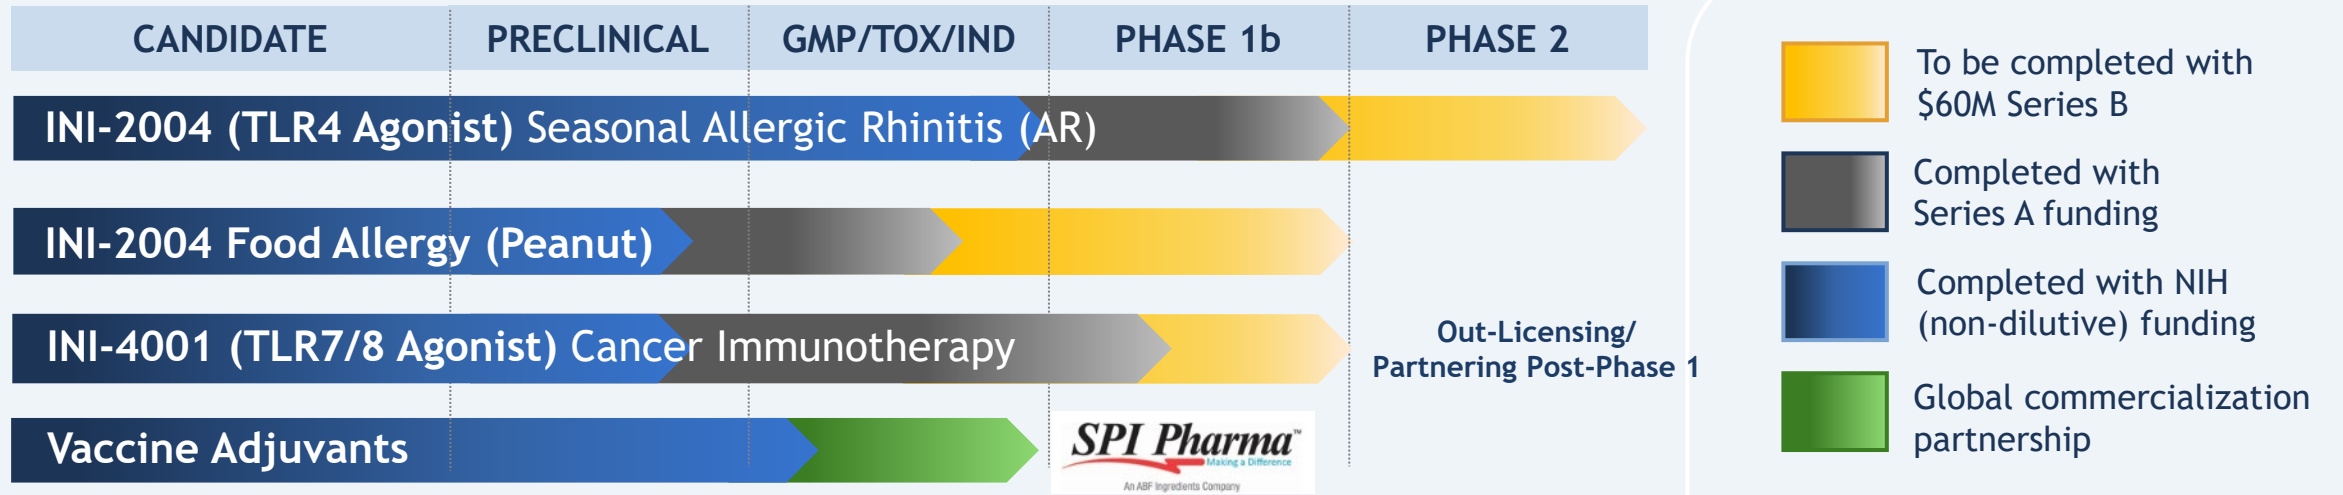 CANDIDATE PRECLINICAL GMP/TOX/IND PHASE 1b PHASE 2
INI-2004 (TLR4 Agonist) Seasonal Allergic Rhinitis (AR)
INI-2004 Food Allergy (Peanut)
INI-4001 (TLR7/8 Agonist) Cancer Immunotherapy
Out-Licensing/
Partnering Post-Phase 1
Vaccine Adjuvants
SPI Pharma™
Making a Difference
An ABF Ingredients Company
To be completed with
$60M Series B
Completed with
Series A funding
Completed with NIH
(non-dilutive) funding
Global commercialization
partnership